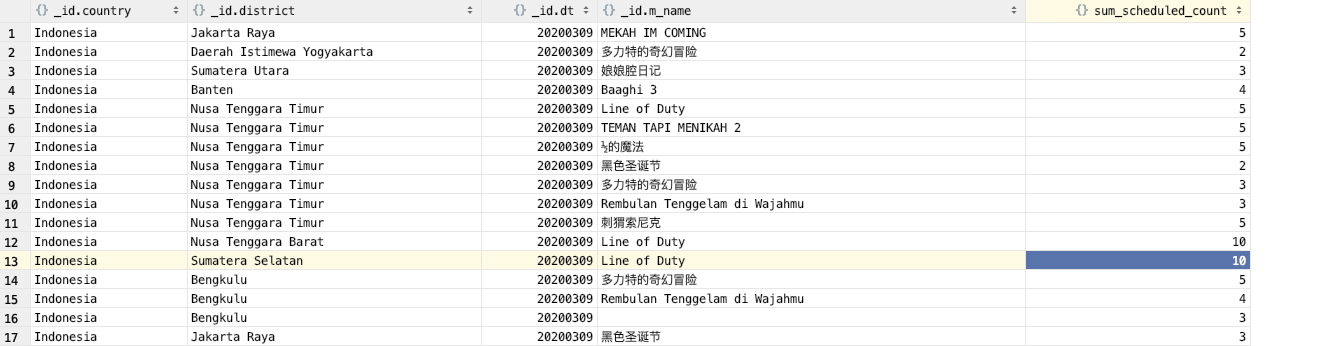 _id.country _id.district _id.dt _id.m_name sum_scheduled_count
1 Indonesia Jakarta Raya 20200309 MEKAH IM COMING 5
2 Indonesia Daerah Istimewa Yogyakarta 20200309 多力特的奇幻冒险 2
3 Indonesia Sumatera Utara 20200309 娘娘腔日记 3
4 Indonesia Banten 20200309 Baaghi 3 4
5 Indonesia Nusa Tenggara Timur 20200309 Line of Duty 5
6 Indonesia Nusa Tenggara Timur 20200309 TEMAN TAPI MENIKAH 2 5
7 Indonesia Nusa Tenggara Timur 20200309 ½的魔法 5
8 Indonesia Nusa Tenggara Timur 20200309 黑色圣诞节 2
9 Indonesia Nusa Tenggara Timur 20200309 多力特的奇幻冒险 3
10 Indonesia Nusa Tenggara Timur 20200309 Rembulan Tenggelam di Wajahmu 3
11 Indonesia Nusa Tenggara Timur 20200309 刺猬索尼克 5
12 Indonesia Nusa Tenggara Barat 20200309 Line of Duty 10
13 Indonesia Sumatera Selatan 20200309 Line of Duty 10
14 Indonesia Bengkulu 20200309 多力特的奇幻冒险 5
15 Indonesia Bengkulu 20200309 Rembulan Tenggelam di Wajahmu 4
16 Indonesia Bengkulu 20200309 3
17 Indonesia Jakarta Raya 20200309 黑色圣诞节 3